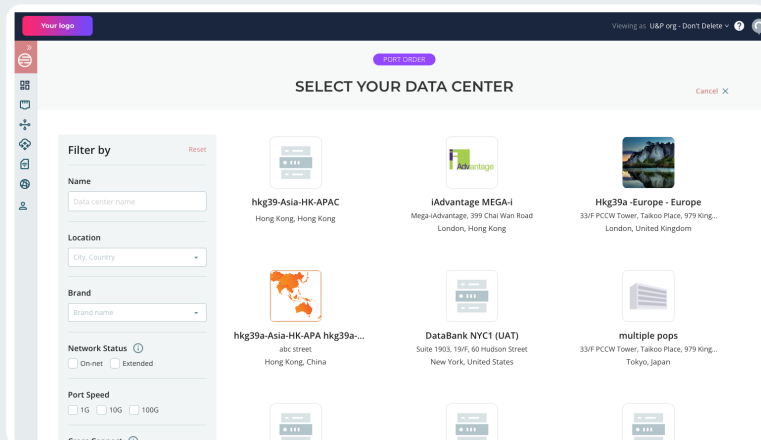 Your logo
Viewing as U&P org - Don't Delete
PORT ORDER
SELECT YOUR DATA CENTER
Cancel
Filter by
Reset
Name
Data center name
Location
City, Country
Brand
Brand name
Network Status
On-net Extended
Port Speed
1G 10G 100G
hkg39-Asia-HK-APAC
Hong Kong, Hong Kong
iAdvantage
iAdvantage MEGA-i
Mega-iAdvantage, 399 Chai Wan Road
London, Hong Kong
Hkg39a -Europe - Europe
33/F PCCW Tower, Taikoo Place, 979 King...
London, United Kingdom
hkg39a-Asia-HK-APA hkg39a-...
abc street
Hong Kong, China
DataBank NYC1 (UAT)
Suite 1903, 19/F, 60 Hudson Street
New York, United States
multiple pops
33/F PCCW Tower, Taikoo Place, 979 King...
Tokyo, Japan